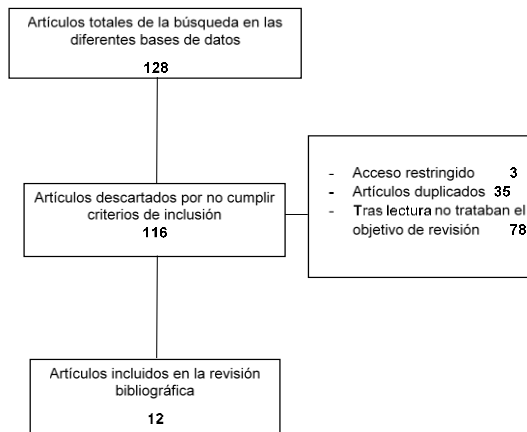 Artículos totales de la búsqueda en las
diferentes bases de datos
128
Artículos descartados por no cumplir
criterios de inclusión
116
- Acceso restringido 3
- Artículos duplicados 35
- Tras lectura no trataban el
objetivo de revisión 78
Artículos incluidos en la revisión
bibliográfica
12